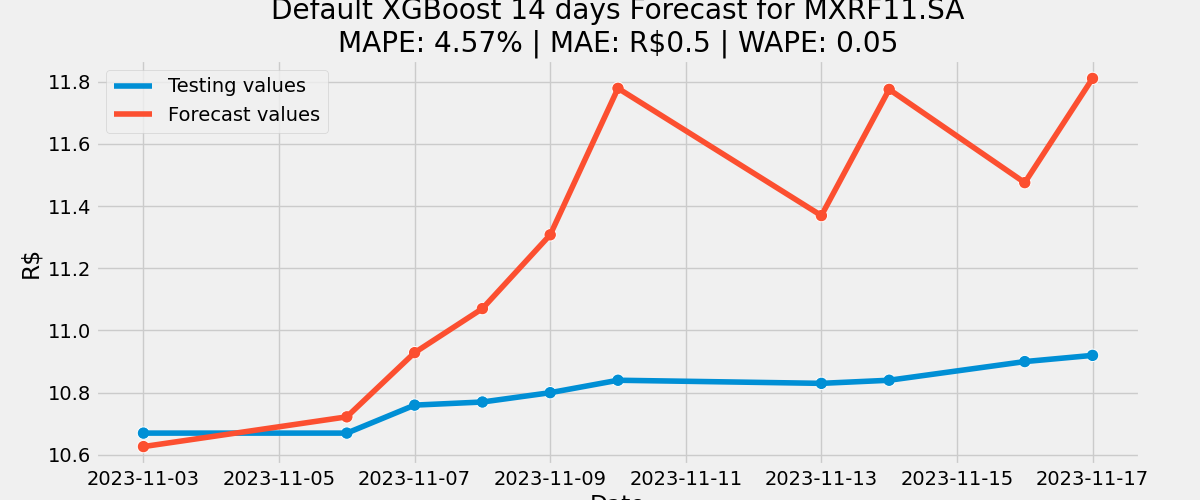 Default XGBoost 14 days Forecast for MXRF11.SA
MAPE: 4.57% | MAE: R$0.5 | WAPE: 0.05
Testing values
Forecast values
R$
11.8
11.6
11.4
11.2
11.0
10.8
10.6
2023-11-03 2023-11-05 2023-11-07 2023-11-09 2023-11-11 2023-11-13 2023-11-15 2023-11-17
Date